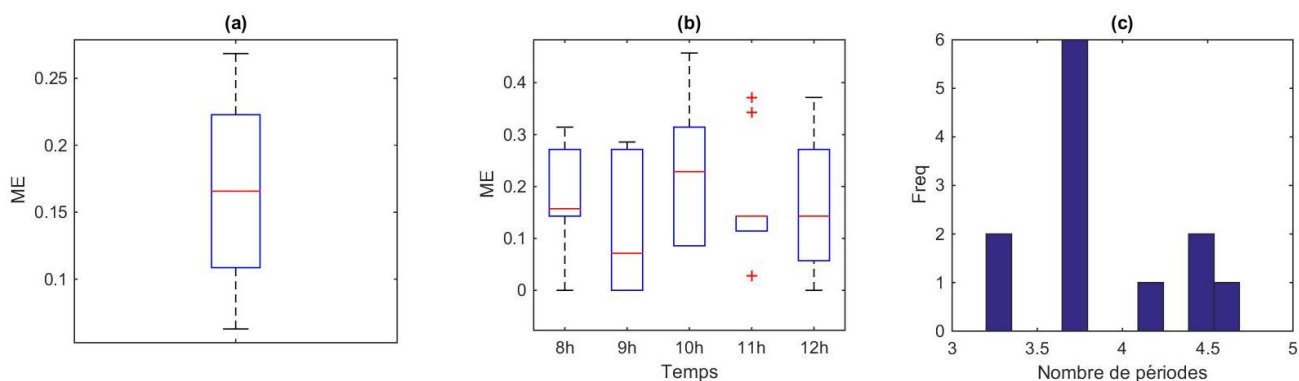 (a)
ME
0.25
0.2
0.15
0.1
(b)
ME
0.4
0.3
0.2
0.1
0
8h 9h 10h 11h 12h
Temps
(c)
Freq
6
5
4
3
2
1
0
3 3.5 4 4.5 5
Nombre de périodes